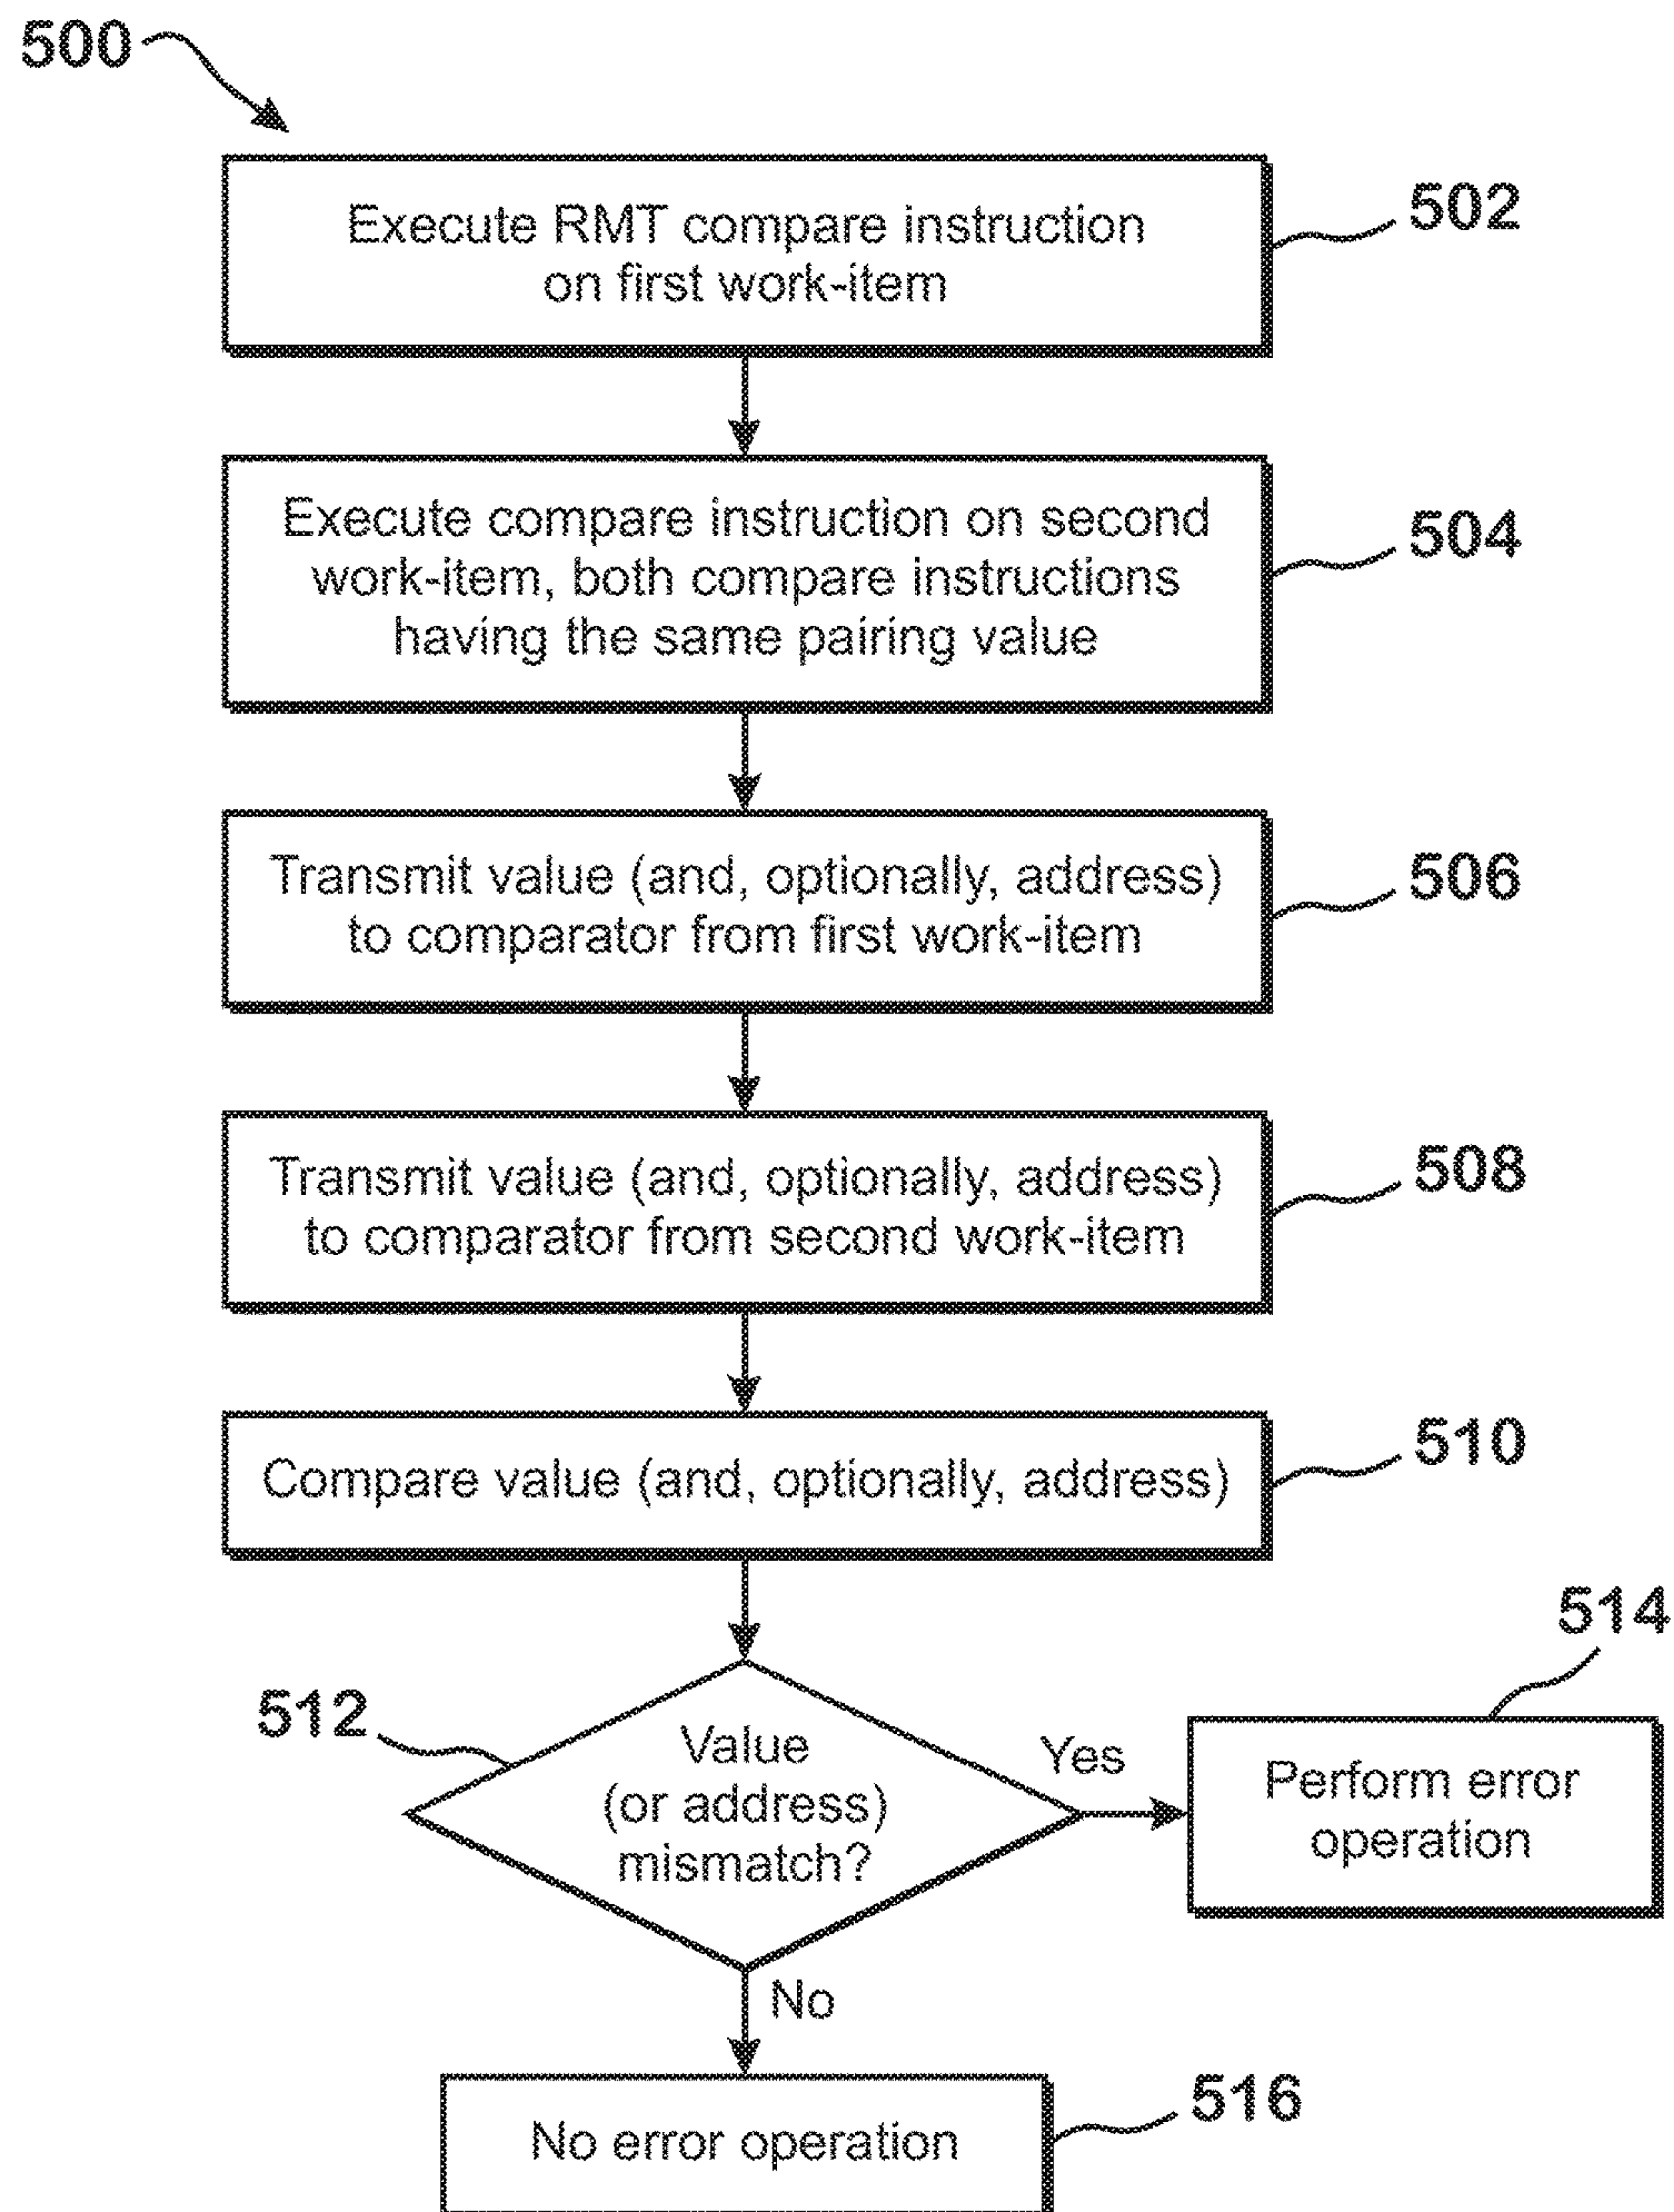 500
Execute RMT compare instruction
on first work-item
502
Execute compare instruction on second
work-item, both compare instructions
having the same pairing value
504
Transmit value (and, optionally, address)
to comparator from first work-item
506
Transmit value (and, optionally, address)
to comparator from second work-item
508
Compare value (and, optionally, address)
510
512
Value
(or address)
mismatch?
Yes
514
Perform error
operation
No
No error operation
516